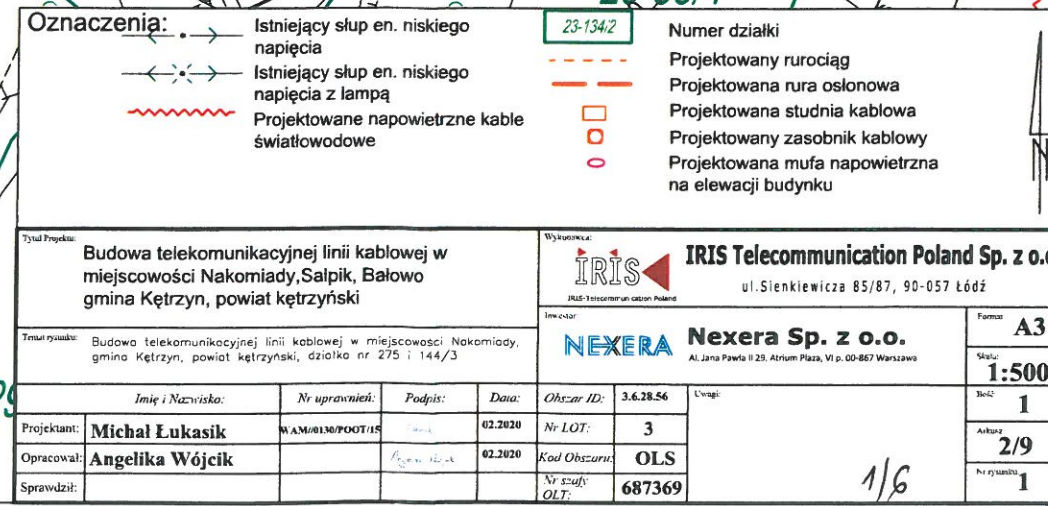 Oznaczenia:
Istniejący słup en. niskiego
napięcia
Istniejący słup en. niskiego
napięcia z lampą
Projektowane napowietrzne kable
światłowodowe
23-134/2
Numer działki
Projektowany rurociąg
Projektowana rura osłonowa
Projektowana studnia kablowa
Projektowany zasobnik kablowy
Projektowana mufa napowietrzna
na elewacji budynku
N
Tytuł Projektu:
Budowa telekomunikacyjnej linii kablowej w
miejscowości Nakomiady,Salpik, Bałowo
gmina Kętrzyn, powiat kętrzyński
Wykonawca:
IRIS
IRIS-Telecommunication Poland
IRIS Telecommunication Poland Sp. z o.o
ul.Sienkiewicza 85/87, 90-057 Łódź
Temat rysunku:
Budowa telekomunikacyjnej linii kablowej w miejscowosci Nakomiady,
gmina Kętrzyn, powiat kętrzyński, działka nr 275 i 144/3
Inwestor:
NEXERA
Nexera Sp. z o.o.
Al. Jana Pawła II 29, Atrium Plaza, VI p. 00-867 Warszawa
Format
A3
Skala:
1:500
Imię i Nazwisko:
Nr uprawnień:
Podpis:
Data:
Obszar ID:
3.6.28.56
Uwagi:
Ilość
1
Projektant:
Michał Łukasik
WAM/0130/POOT/15
02.2020
Nr LOT:
3
Arkusz
2/9
Opracował:
Angelika Wójcik
02.2020
Kod Obszaru:
OLS
Sprawdził:
Nr szafy
OLT:
687369
1/6
Nr rysunku
1